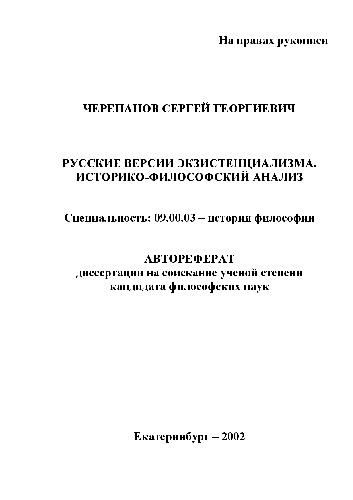 На правах рукописи
ЧЕРЕПАНОВ СЕРГЕЙ ГЕОРГИЕВИЧ
РУССКИЕ ВЕРСИИ ЭКЗИСТЕНЦИАЛИЗМА.
ИСТОРИКО-ФИЛОСОФСКИЙ АНАЛИЗ
Специальность: 09.00.03 – история философии
АВТОРЕФЕРАТ
диссертации на соискание ученой степени
кандидата философских наук
Екатеринбург – 2002